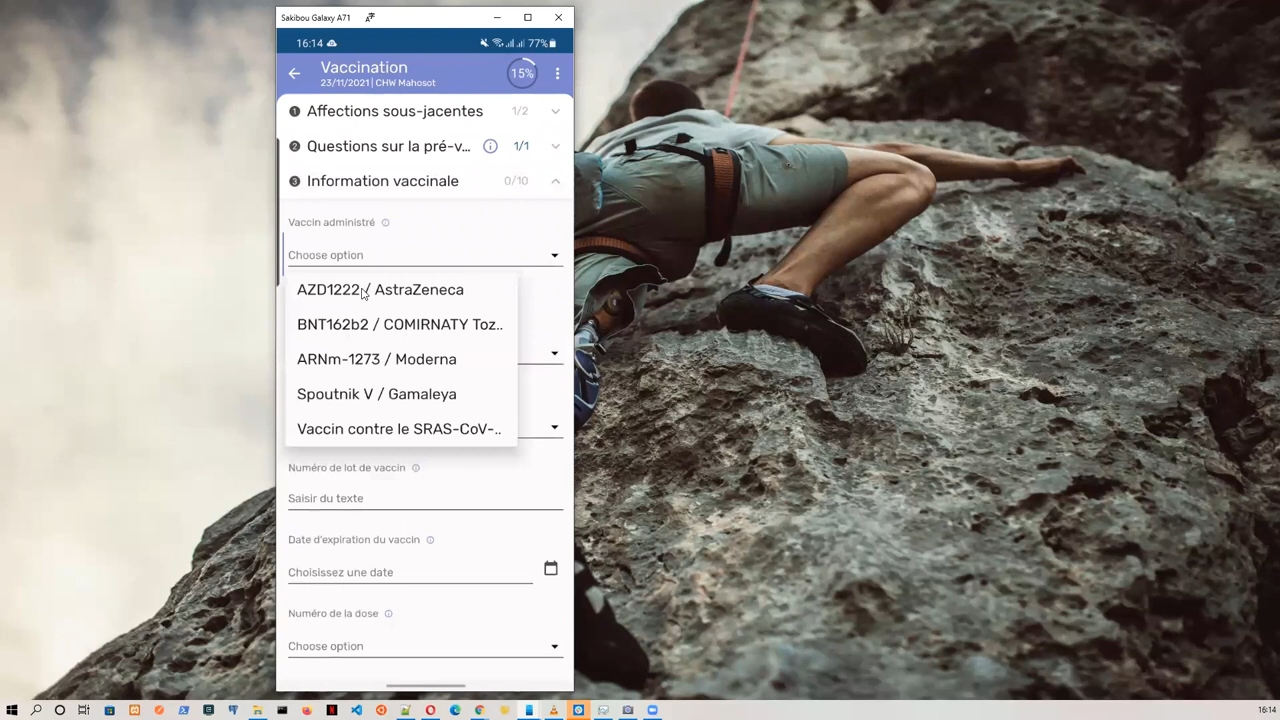 Sakibou Galaxy A71
16:14
77%
Vaccination
23/11/2021 | CHW Mahosot
15%
1 Affections sous-jacentes 1/2
2 Questions sur la pré-v... 1/1
3 Information vaccinale 0/10
Vaccin administré
Choose option
AZD1222 / AstraZeneca
BNT162b2 / COMIRNATY Toz..
ARNm-1273 / Moderna
Spoutnik V / Gamaleya
Vaccin contre le SRAS-CoV-..
Numéro de lot de vaccin
Saisir du texte
Date d'expiration du vaccin
Choisissez une date
Numéro de la dose
Choose option
16:14